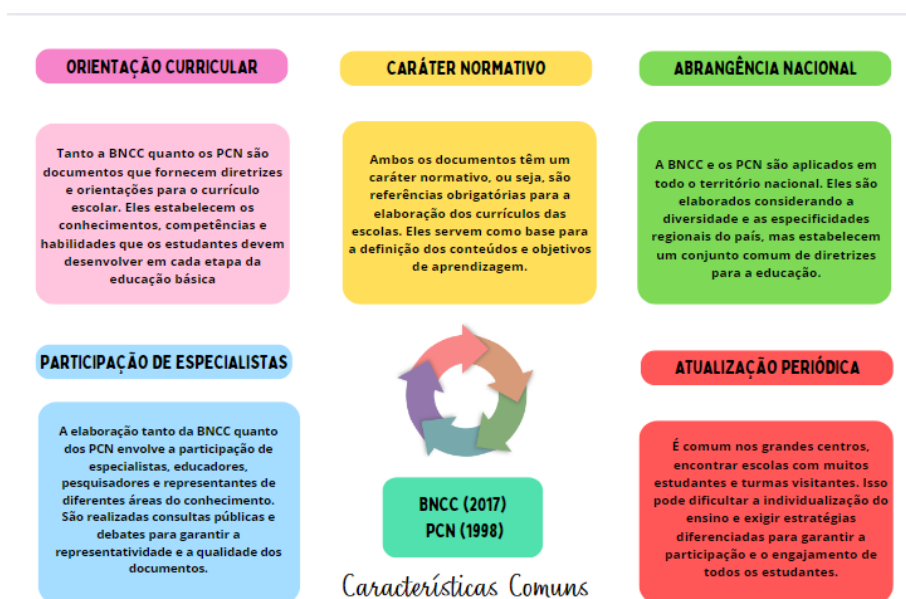 ORIENTAÇÃO CURRICULAR
Tanto a BNCC quanto os PCN são
documentos que fornecem diretrizes
e orientações para o currículo
escolar. Eles estabelecem os
conhecimentos, competências e
habilidades que os estudantes devem
desenvolver em cada etapa da
educação básica
CARÁTER NORMATIVO
Ambos os documentos têm um
caráter normativo, ou seja, são
referências obrigatórias para a
elaboração dos currículos das
escolas. Eles servem como base para
a definição dos conteúdos e objetivos
de aprendizagem.
ABRANGÊNCIA NACIONAL
A BNCC e os PCN são aplicados em
todo o território nacional. Eles são
elaborados considerando a
diversidade e as especificidades
regionais do país, mas estabelecem
um conjunto comum de diretrizes
para a educação.
PARTICIPAÇÃO DE ESPECIALISTAS
A elaboração tanto da BNCC quanto
dos PCN envolve a participação de
especialistas, educadores,
pesquisadores e representantes de
diferentes áreas do conhecimento.
São realizadas consultas públicas e
debates para garantir a
representatividade e a qualidade dos
documentos.
BNCC (2017)
PCN (1998)
Características Comuns
ATUALIZAÇÃO PERIÓDICA
É comum nos grandes centros,
encontrar escolas com muitos
estudantes e turmas visitantes. Isso
pode dificultar a individualização do
ensino e exigir estratégias
diferenciadas para garantir a
participação e o engajamento de
todos os estudantes.